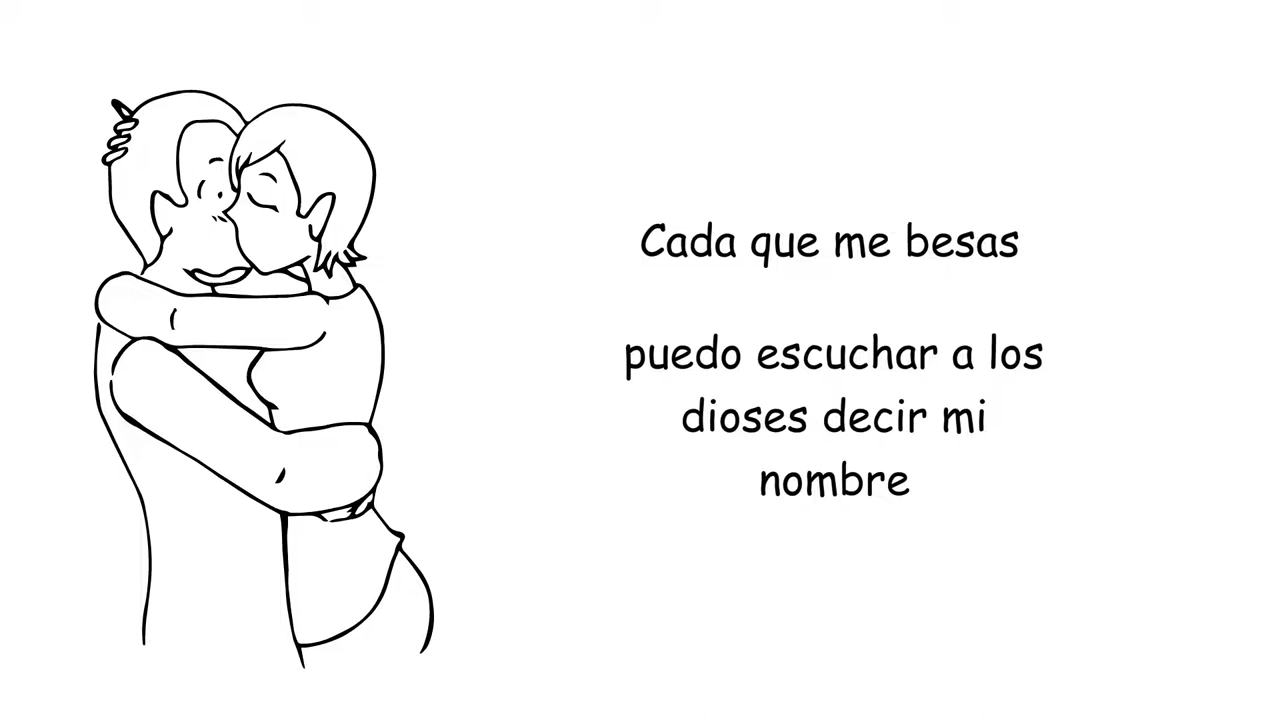 Cada que me besas
puedo escuchar a los
dioses decir mi
nombre